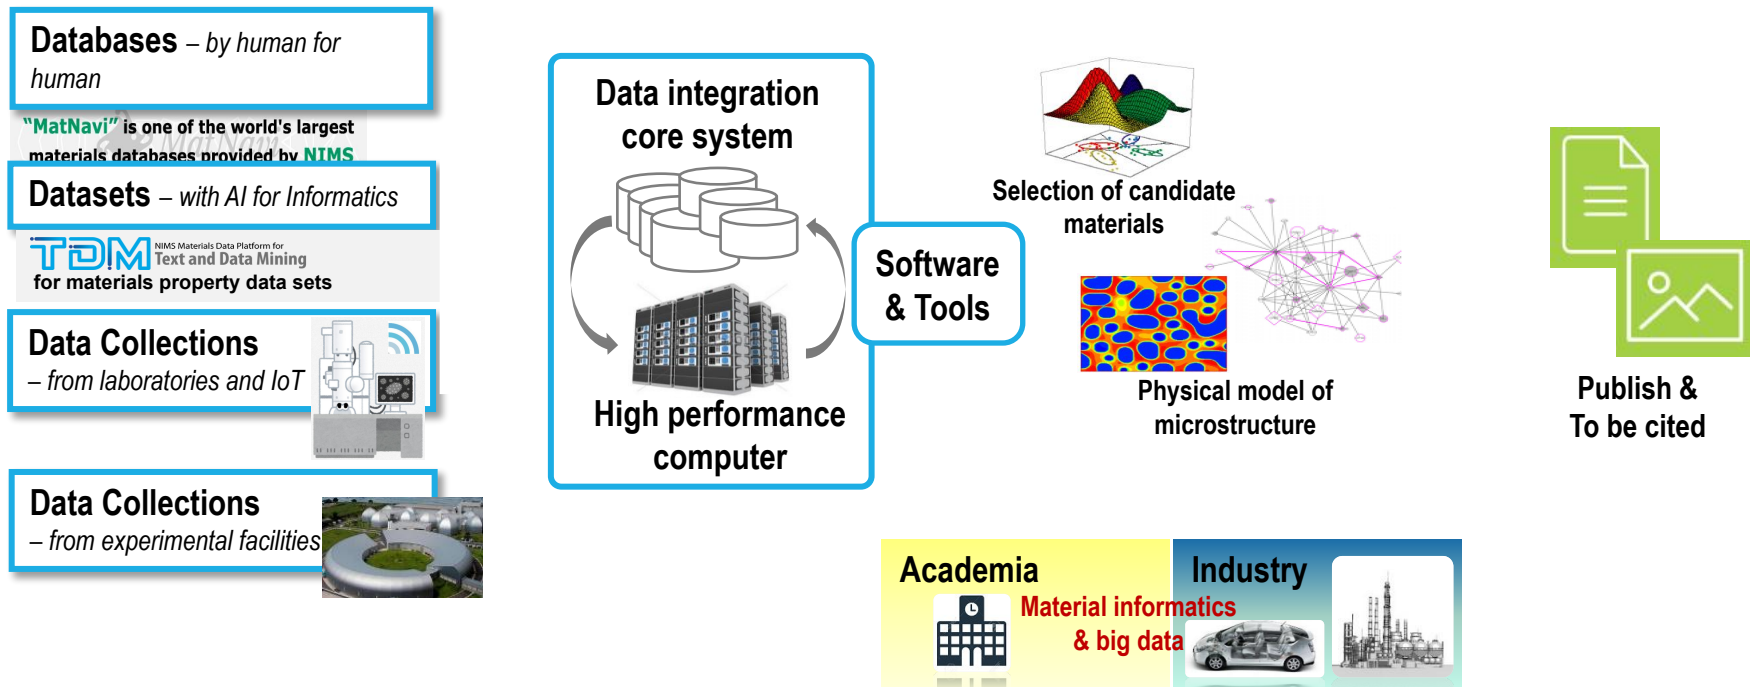 Databases – by human for
human
"MatNavi" is one of the world's largest
materials databases provided by NIMS
Datasets – with AI for Informatics
TDM NIMS Materials Data Platform for
Text and Data Mining
for materials property data sets
Data Collections
– from laboratories and IoT
Data Collections
– from experimental facilities
Data integration
core system
High performance
computer
Software
& Tools
Selection of candidate
materials
Physical model of
microstructure
Publish &
To be cited
Academia
Industry
Material informatics
& big data